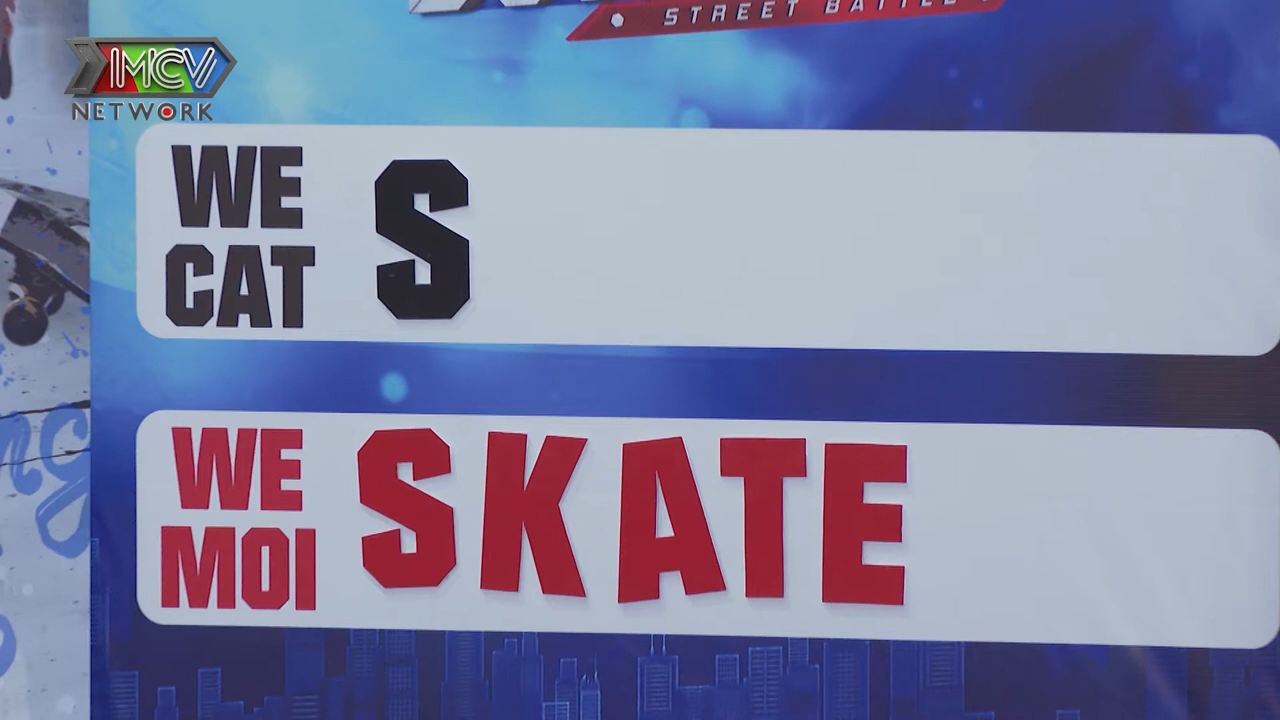 STREET BATTLE
MCV
NETWORK
WE
CAT
S
WE
MOI
SKATE